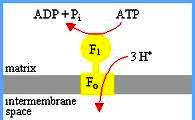 ADP + Pi ATP
F1
3 H+
matrix
Fo
intermembrane
space